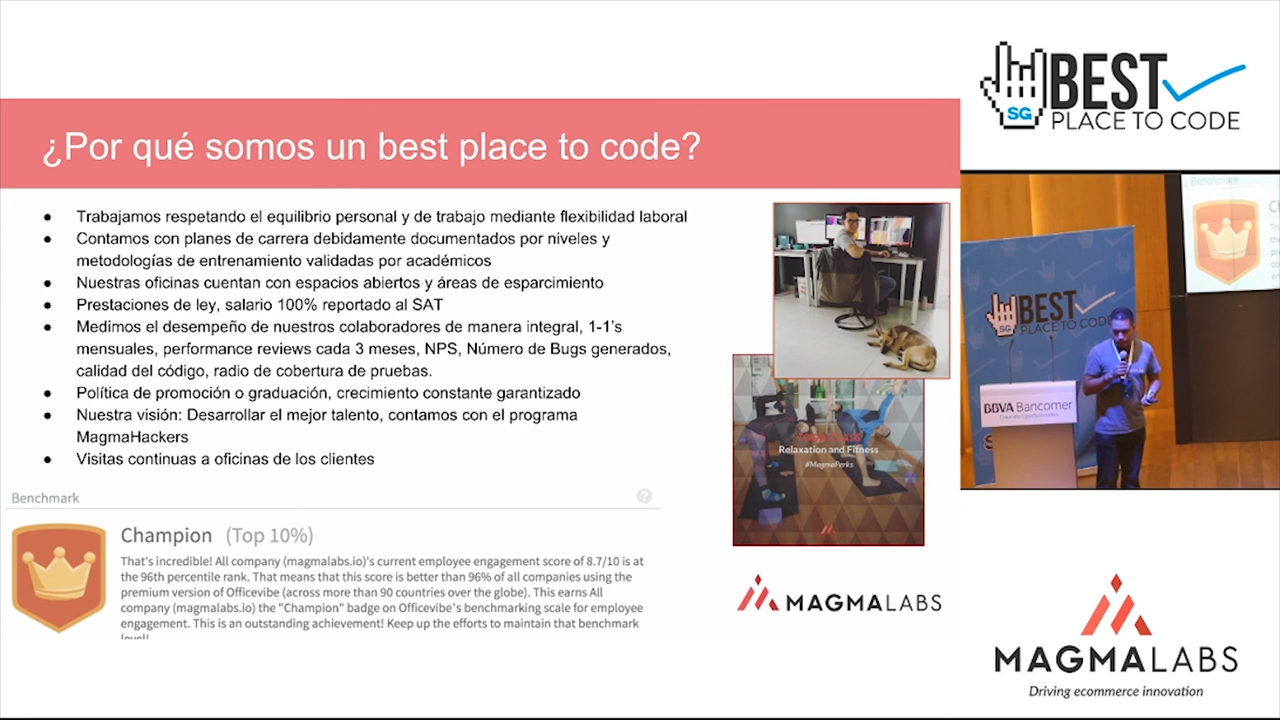 ¿Por qué somos un best place to code?
● Trabajamos respetando el equilibrio personal y de trabajo mediante flexibilidad laboral
● Contamos con planes de carrera debidamente documentados por niveles y
metodologías de entrenamiento validadas por académicos
● Nuestras oficinas cuentan con espacios abiertos y áreas de esparcimiento
● Prestaciones de ley, salario 100% reportado al SAT
● Medimos el desempeño de nuestros colaboradores de manera integral, 1-1's
mensuales, performance reviews cada 3 meses, NPS, Número de Bugs generados,
calidad del código, radio de cobertura de pruebas.
● Política de promoción o graduación, crecimiento constante garantizado
● Nuestra visión: Desarrollar el mejor talento, contamos con el programa
MagmaHackers
● Visitas continuas a oficinas de los clientes
Benchmark
?
Champion (Top 10%)
That's incredible! All company (magmalabs.io)'s current employee engagement score of 8.7/10 is at
the 96th percentile rank. That means that this score is better than 96% of all companies using the
premium version of Officevibe (across more than 90 countries over the globe). This earns All
company (magmalabs.io) the "Champion" badge on Officevibe's benchmarking scale for employee
engagement. This is an outstanding achievement! Keep up the efforts to maintain that benchmark
level!
Relaxation and Fitness
#MagmaPerks
MAGMALABS
SG
BEST
PLACE TO CODE
Benchmark
SG
BEST
PLACE TO CODE
BBVA Bancomer
MAGMALABS
Driving ecommerce innovation